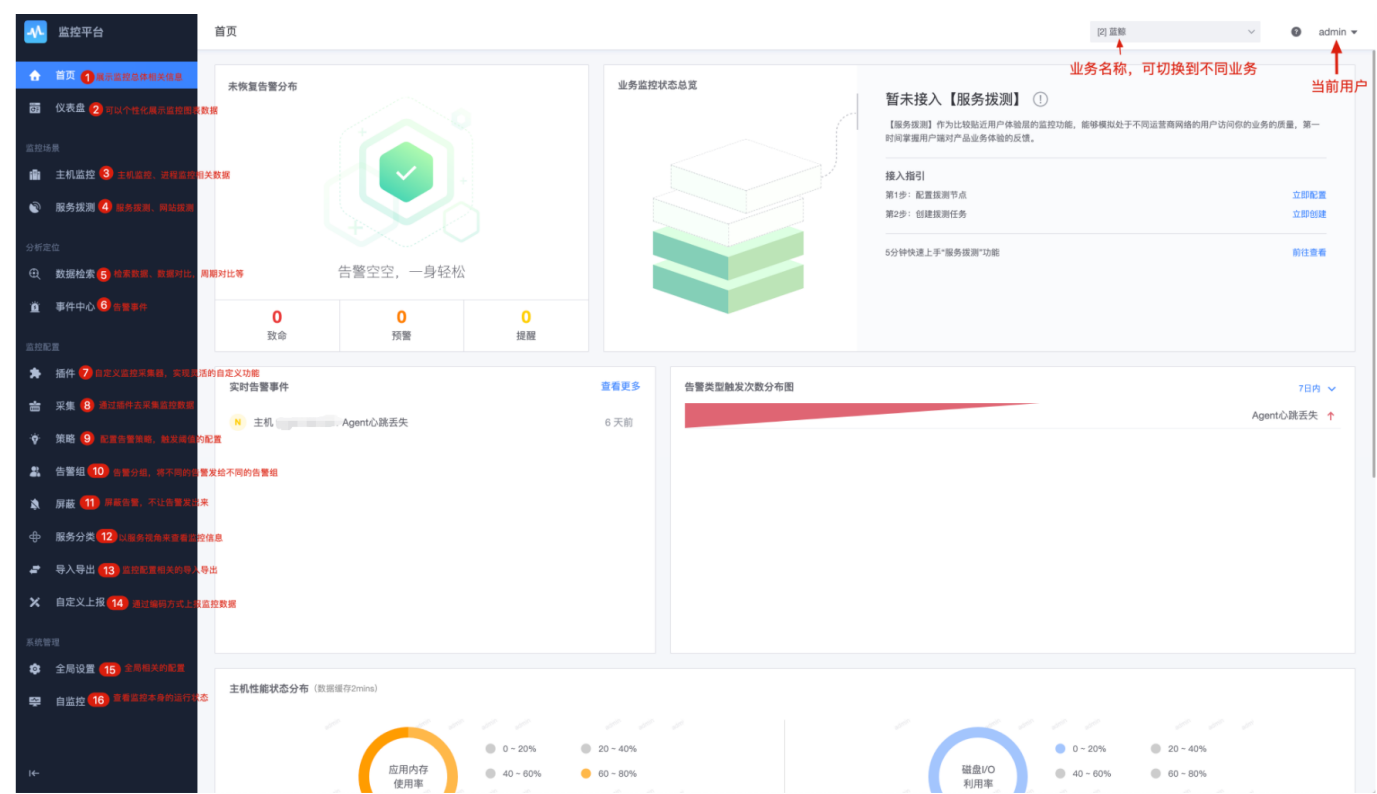 监控平台
首页
[2] 蓝鲸
admin
业务名称，可切换到不同业务
当前用户
首页 1 展示监控总体相关信息
仪表盘 2 可以个性化展示监控图表数据
监控场景
主机监控 3 主机监控、进程监控相关数据
服务拨测 4 服务拨测、网站拨测
分析定位
数据检索 5 检索数据、数据对比，周期对比等
事件中心 6 告警事件
监控配置
插件 7 自定义监控采集器，实现灵活的自定义功能
采集 8 通过插件去采集监控数据
策略 9 配置告警策略、触发阈值的配置
告警组 10 告警分组，将不同的告警发给不同的告警组
屏蔽 11 屏蔽告警，不让告警发出来
服务分类 12 以服务视角来查看监控信息
导入导出 13 监控配置相关的导入导出
自定义上报 14 通过编码方式上报监控数据
系统管理
全局设置 15 全局相关的配置
自监控 16 查看监控本身的运行状态
未恢复告警分布
告警空空，一身轻松
0 0 0
致命 预警 提醒
业务监控状态总览
暂未接入【服务拨测】
【服务拨测】作为比较贴近用户体验层的监控功能，能够模拟处于不同运营商网络的用户访问你的业务的质量，第一
时间掌握用户端对产品业务体验的反馈。
接入指引
第1步：配置拨测节点 立即配置
第2步：创建拨测任务 立即创建
5分钟快速上手“服务拨测”功能 前往查看
实时告警事件 查看更多
N 主机 Agent心跳丢失 6 天前
告警类型触发次数分布图 7日内
Agent心跳丢失
主机性能状态分布（数据缓存2mins）
应用内存
使用率
0 ~ 20% 20 ~ 40%
40 ~ 60% 60 ~ 80%
磁盘I/O
利用率
0 ~ 20% 20 ~ 40%
40 ~ 60% 60 ~ 80%